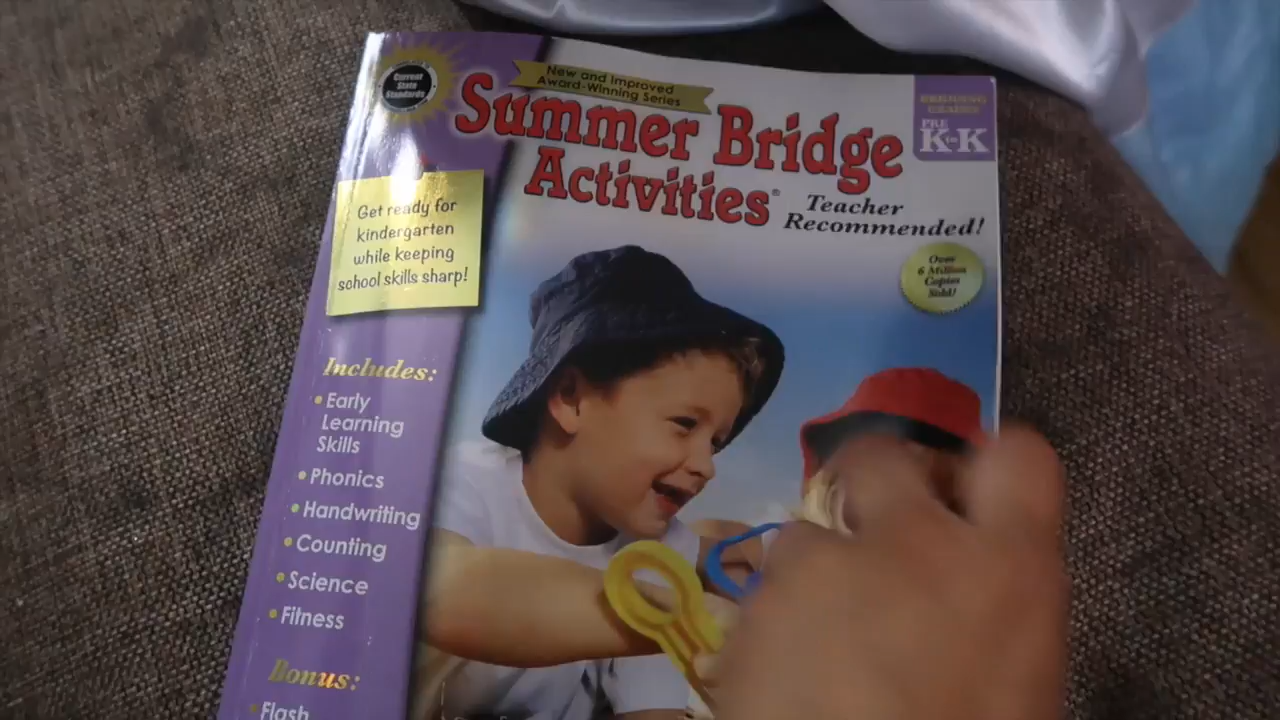 Current
State
Standards
New and Improved
Award-Winning Series
Summer Bridge
Activities®
Teacher
Recommended!
BRIDGING
GRADES
PRE
K to K
Over
6 Million
Copies
Sold!
Get ready for
kindergarten
while keeping
school skills sharp!
Includes:
• Early
Learning
Skills
• Phonics
• Handwriting
• Counting
• Science
• Fitness
Bonus:
• Flash